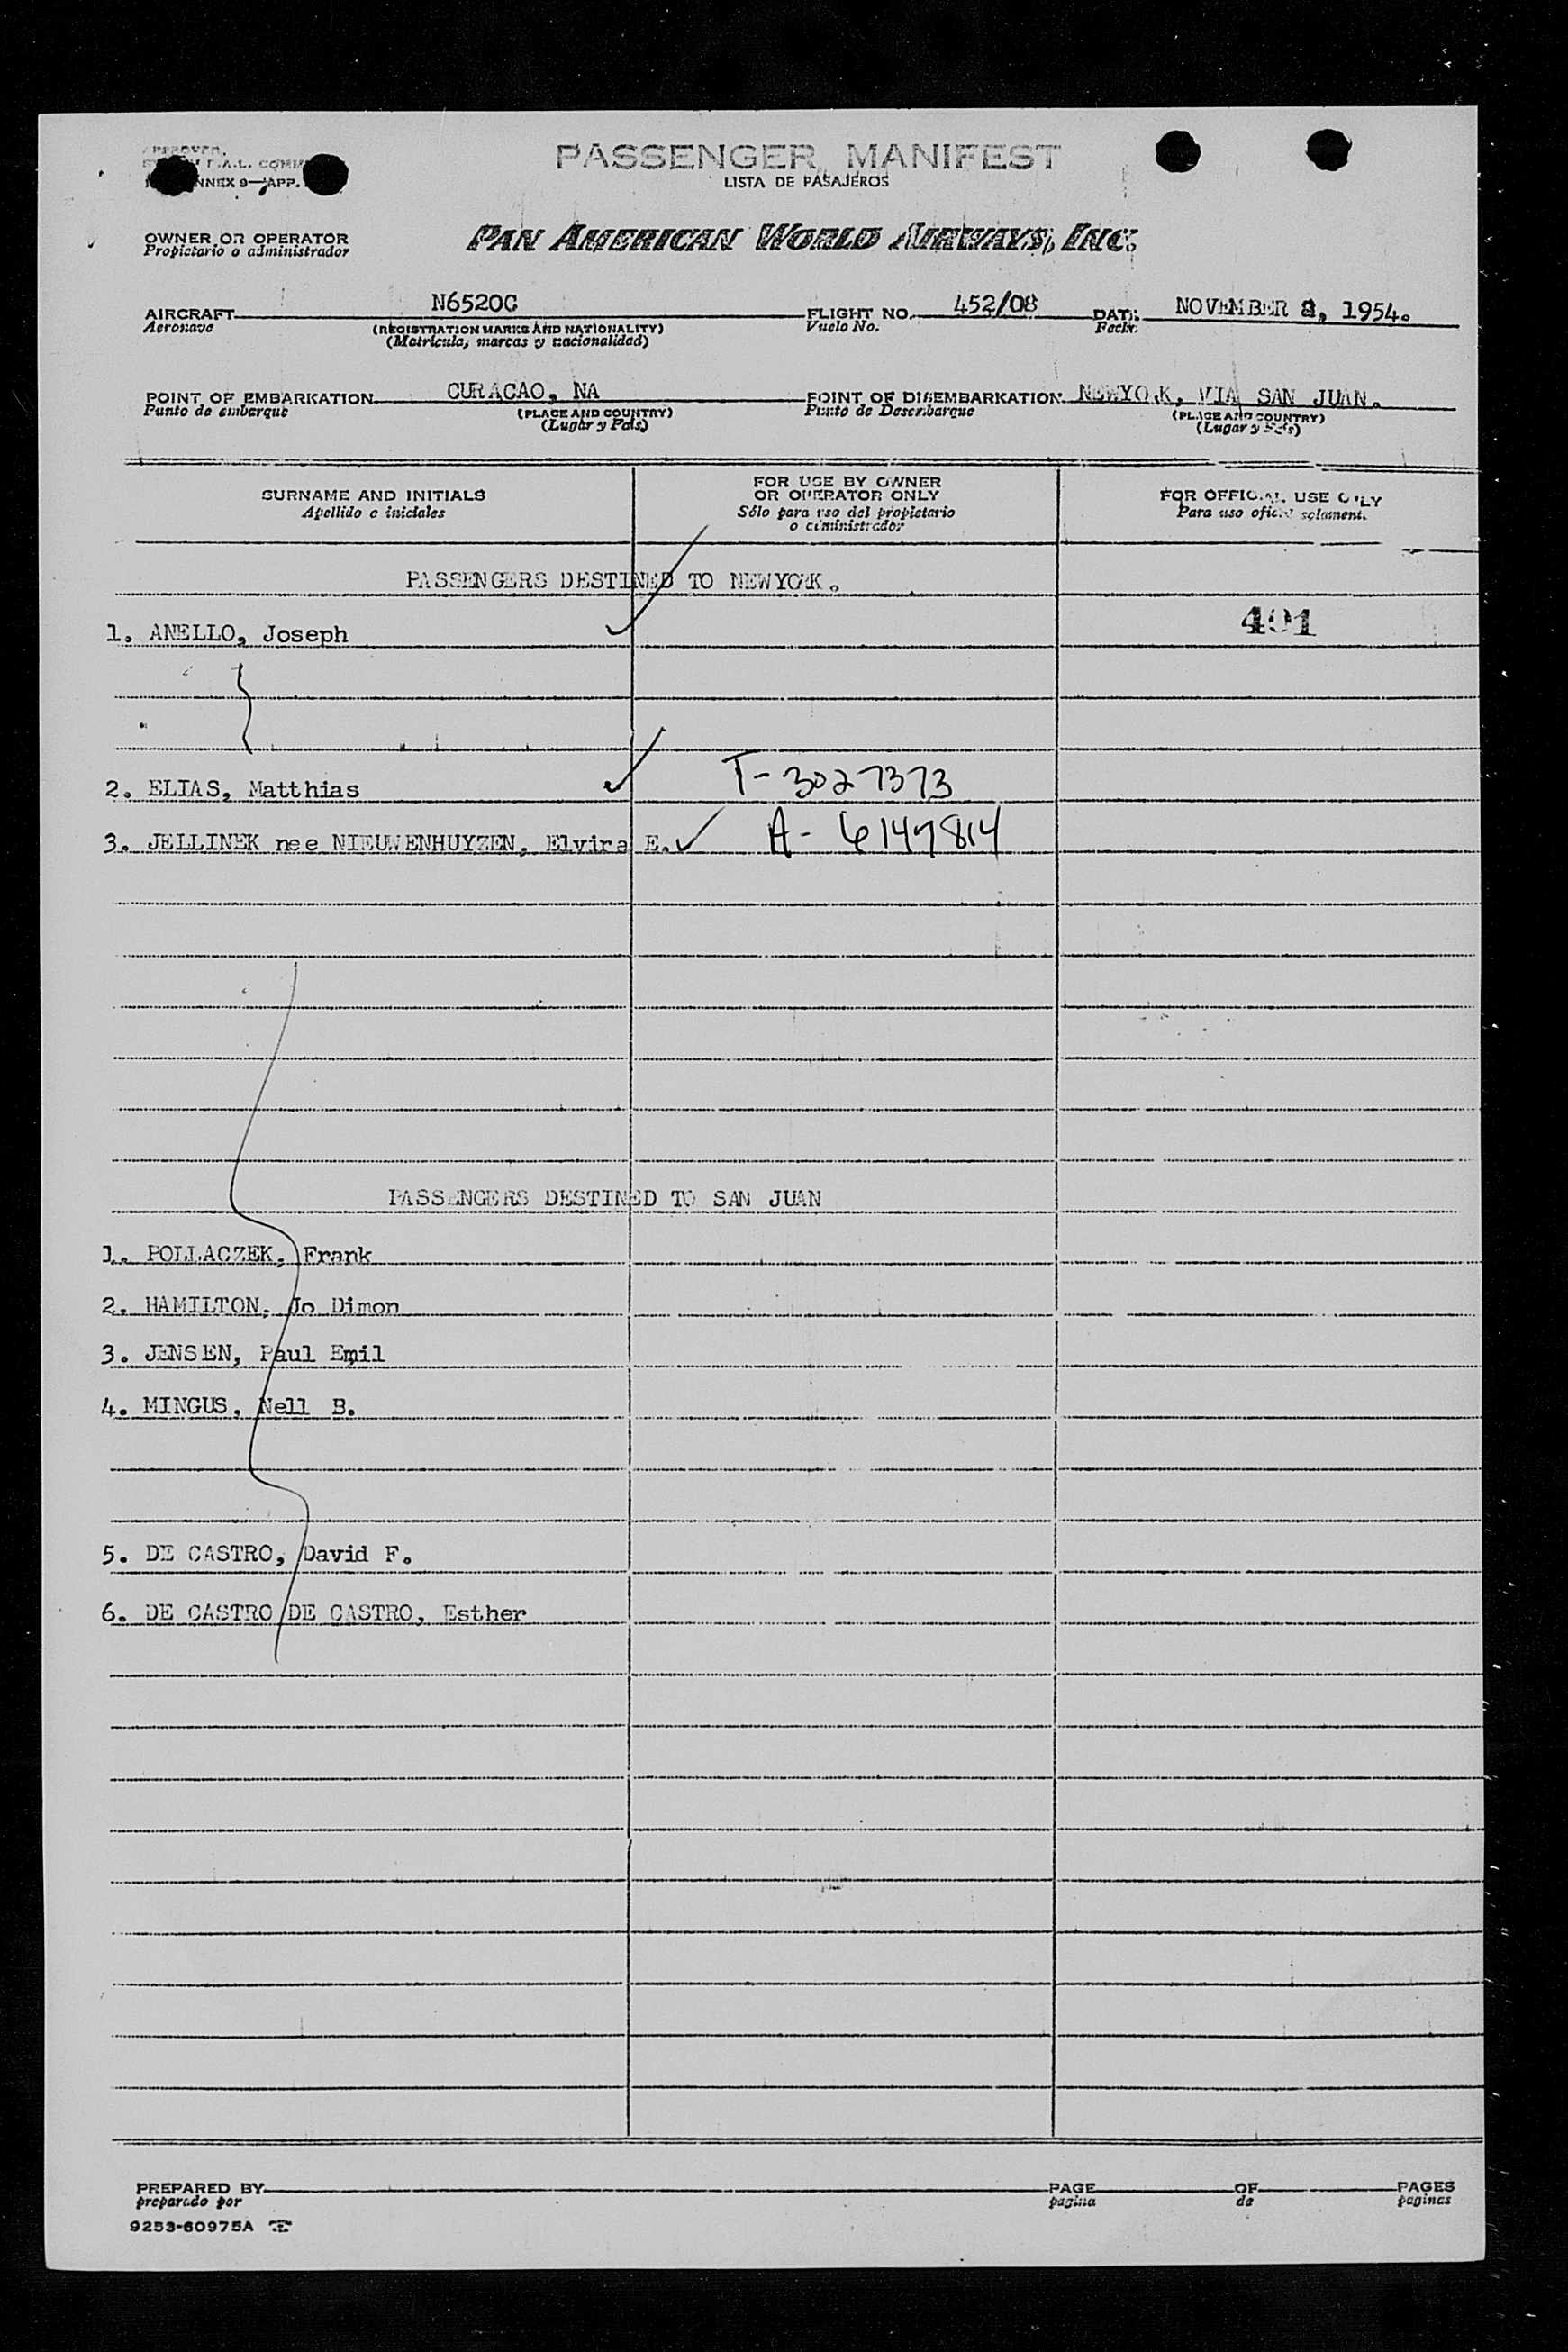 PASSENGER MANIFEST
LISTA DE PASAJEROS
NNEX 9—APP.
OWNER OR OPERATOR
Propietario o administrador
PAN AMERICAN WORLD AIRWAYS, INC.
AIRCRAFT N6520C FLIGHT NO. 452/08 DATE NOVEMBER 1954.
Aeronave (REGISTRATION MARKS AND NATIONALITY) Vuelo No. Fecha
(Matrícula, marcas y nacionalidad)
POINT OF EMBARKATION CURACAO, NA POINT OF DISEMBARKATION NEWYORK, VIA SAN JUAN.
Punto de embarque (PLACE AND COUNTRY) Punto de Desembarque (PLACE AND COUNTRY)
(Lugar y País) (Lugar y País)
SURNAME AND INITIALS
Apellido e iniciales
FOR USE BY OWNER
OR OPERATOR ONLY
Sólo para uso del propietario
o administrador
FOR OFFICIAL USE ONLY
Para uso oficial solamente
PASSENGERS DESTINED TO NEWYORK.
1. ANELLO, Joseph 401
2. ELIAS, Matthias T-3027373
3. JELLINEK nee NIEUWENHUYZEN, Elvira E. A-6147814
PASSENGERS DESTINED TO SAN JUAN
1. POLLACZEK, Frank
2. HAMILTON, Jo Dimon
3. JENSEN, Paul Emil
4. MINGUS, Nell B.
5. DE CASTRO, David F.
6. DE CASTRO DE CASTRO, Esther
PREPARED BY PAGE OF PAGES
preparado por pagina de paginas
9253-60975A